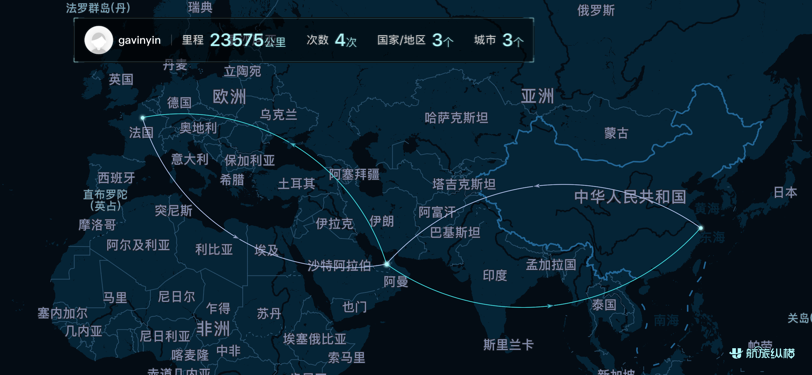 法罗群岛(丹)
瑞典
俄罗斯
gavinyin
里程 23575公里
次数 4次
国家/地区 3个
城市 3个
丹麦
立陶宛
英国
德国
欧洲
亚洲
乌克兰
哈萨克斯坦
法国
奥地利
蒙古
意大利
保加利亚
西班牙
希腊
土耳其
阿塞拜疆
塔吉克斯坦
直布罗陀
(英占)
中华人民共和国
日本
黄海
突尼斯
摩洛哥
伊拉克
伊朗
阿富汗
巴基斯坦
东海
阿尔及利亚
利比亚
埃及
沙特阿拉伯
阿曼
印度
孟加拉国
马里
尼日尔
乍得
苏丹
也门
泰国
塞内加尔
几内亚
尼日利亚
非洲
埃塞俄比亚
南海
关岛
喀麦隆
中非
索马里
斯里兰卡
帕劳
航旅纵横
赤道几内亚
新加坡